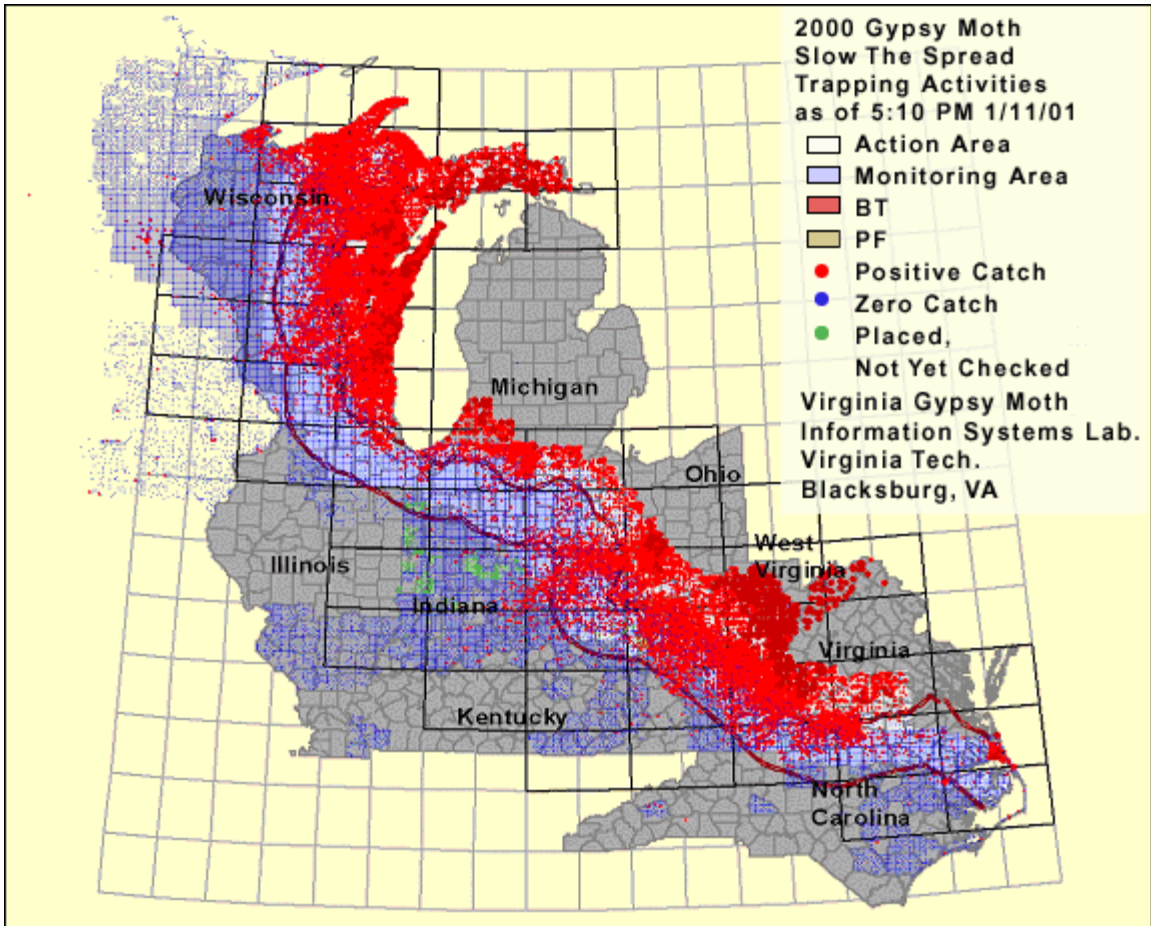 2000 Gypsy Moth
Slow The Spread
Trapping Activities
as of 5:10 PM 1/11/01
Action Area
Monitoring Area
BT
PF
Positive Catch
Zero Catch
Placed,
Not Yet Checked
Virginia Gypsy Moth
Information Systems Lab.
Virginia Tech.
Blacksburg, VA
Wisconsin
Michigan
Ohio
West
Virginia
Illinois
Indiana
Virginia
Kentucky
North
Carolina